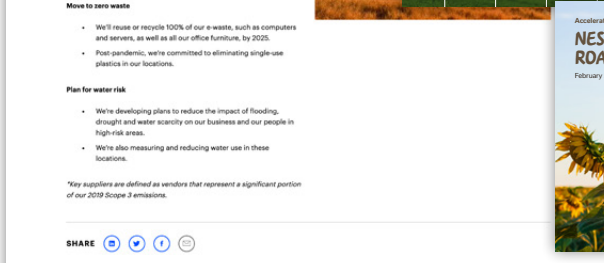 Move to zero waste
• We'll reuse or recycle 100% of our e-waste, such as computers
and servers, as well as all our office furniture, by 2025.
• Post-pandemic, we're committed to eliminating single-use
plastics in our locations.
Plan for water risk
• We're developing plans to reduce the impact of flooding,
drought and water scarcity on our business and our people in
high-risk areas.
• We're also measuring and reducing water use in these
locations.
*Key suppliers are defined as vendors that represent a significant portion
of our 2019 Scope 3 emissions.
SHARE
Accelerat
NES
ROA
February